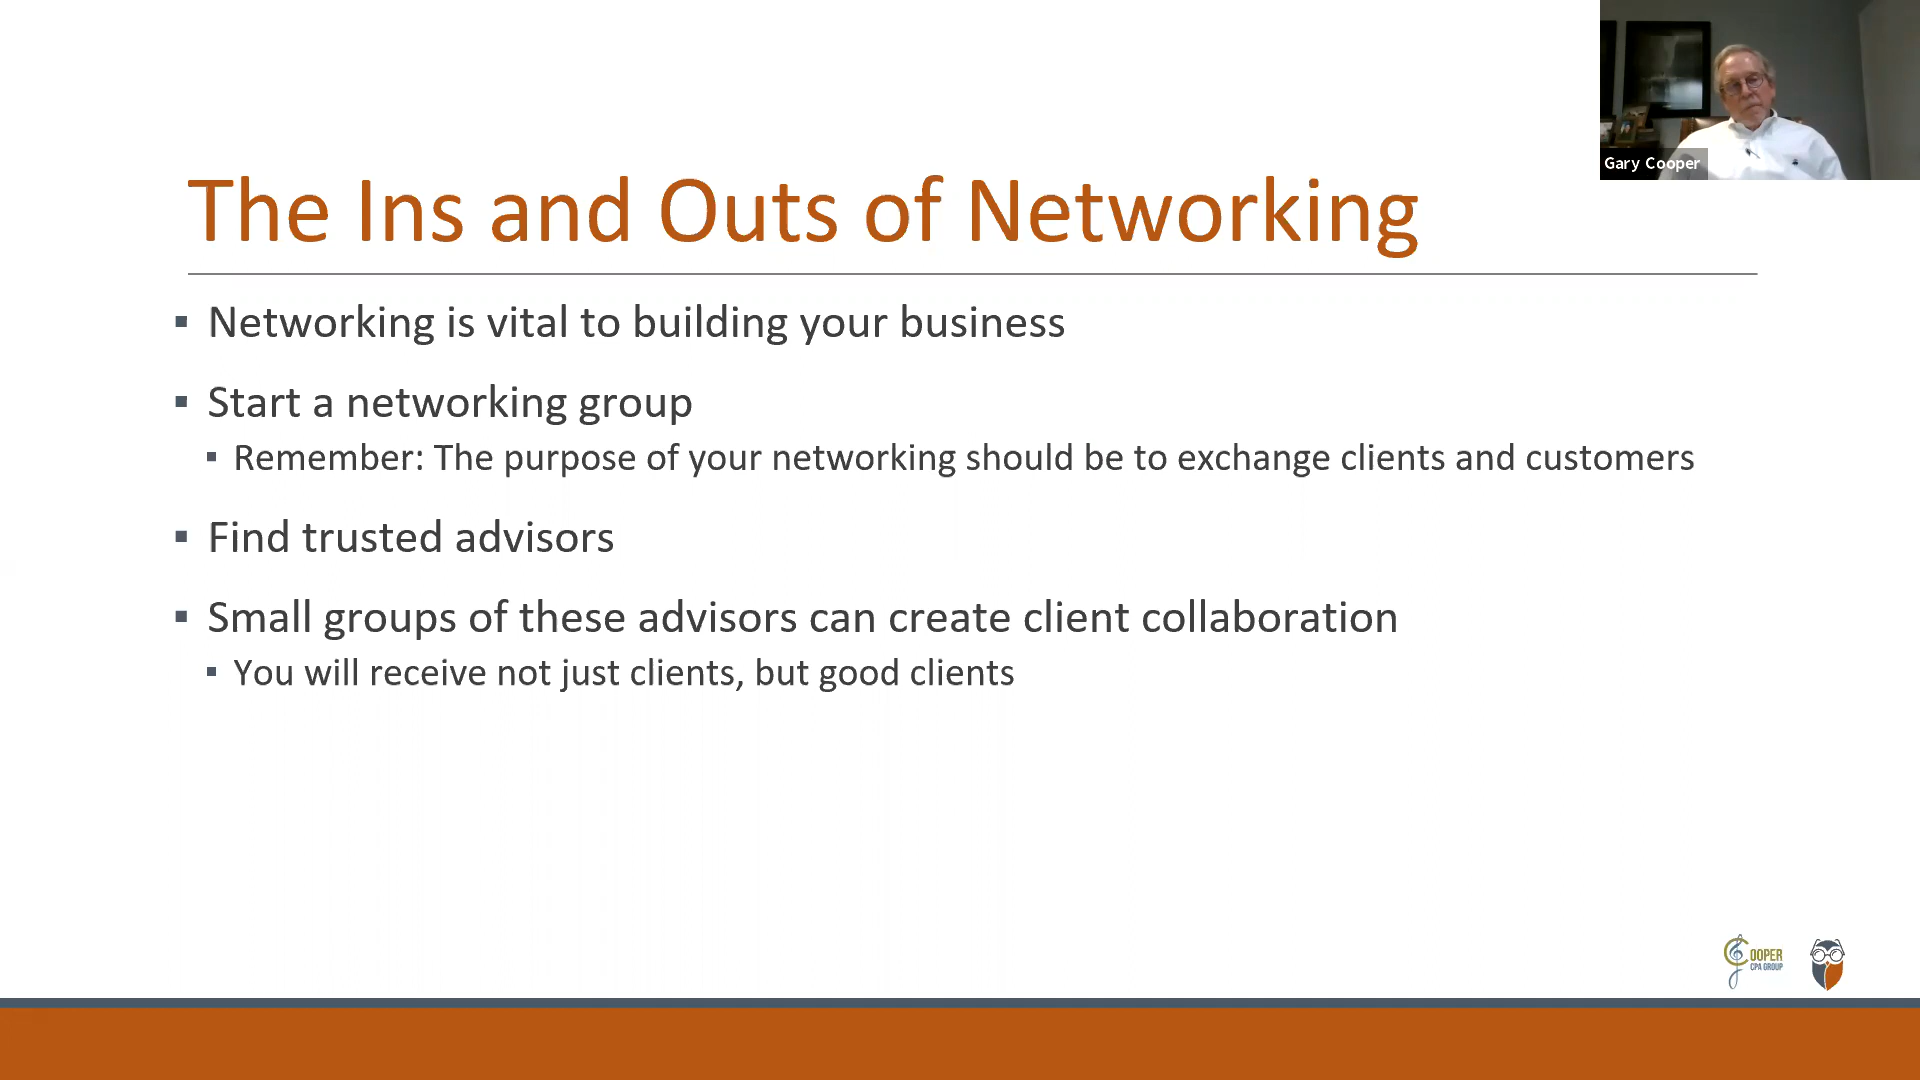 Gary Cooper
The Ins and Outs of Networking
▪ Networking is vital to building your business
▪ Start a networking group
▪ Remember: The purpose of your networking should be to exchange clients and customers
▪ Find trusted advisors
▪ Small groups of these advisors can create client collaboration
▪ You will receive not just clients, but good clients
COOPER
CPA GROUP